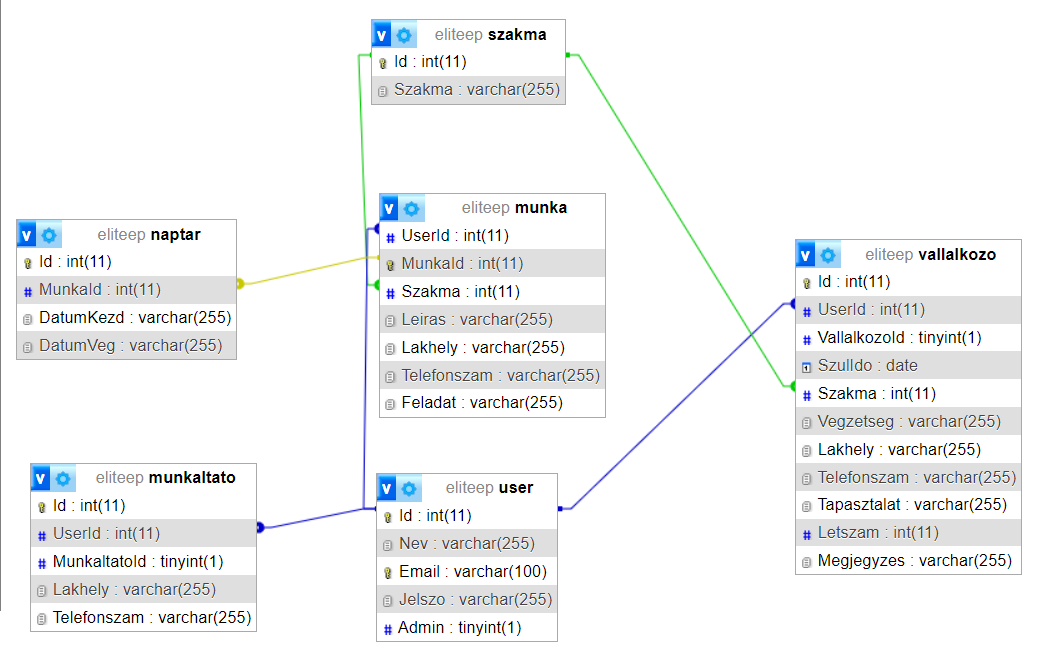 v eliteep szakma
Id : int(11)
Szakma : varchar(255)
v eliteep munka
# UserId : int(11)
MunkaId : int(11)
# Szakma : int(11)
Leiras : varchar(255)
Lakhely : varchar(255)
Telefonszam : varchar(255)
Feladat : varchar(255)
v eliteep naptar
Id : int(11)
# MunkaId : int(11)
DatumKezd : varchar(255)
DatumVeg : varchar(255)
v eliteep vallalkozo
Id : int(11)
# UserId : int(11)
# VallalkozoId : tinyint(1)
Szulldo : date
# Szakma : int(11)
Vegzetseg : varchar(255)
Lakhely : varchar(255)
Telefonszam : varchar(255)
Tapasztalat : varchar(255)
# Letszam : int(11)
Megjegyzes : varchar(255)
v eliteep munkaltato
Id : int(11)
# UserId : int(11)
# MunkaltatoId : tinyint(1)
Lakhely : varchar(255)
Telefonszam : varchar(255)
v eliteep user
Id : int(11)
Nev : varchar(255)
Email : varchar(100)
Jelszo : varchar(255)
# Admin : tinyint(1)